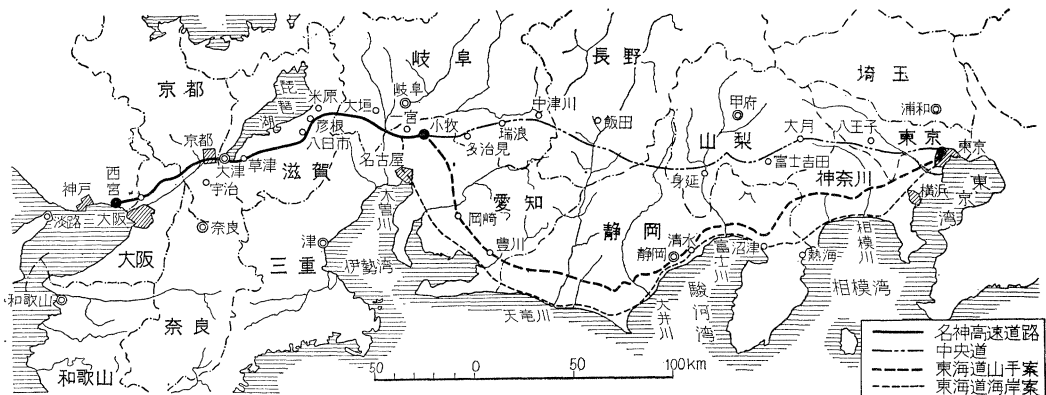 京都
琵琶湖
米原
大垣
岐阜
岐阜
一宮
小牧
多治見
瑞浪
中津川
長野
飯田
山梨
甲府
大月
八王子
埼玉
浦和
東京
東京
東京湾
横浜
神奈川
富士吉田
身延
京都
大津
草津
彦根
八日市
滋賀
名古屋
木曽川
愛知
岡崎
豊川
静岡
静岡
清水
富士川
沼津
熱海
相模川
相模湾
駿河湾
大井川
天竜川
伊勢湾
津
三重
宇治
奈良
奈良
西宮
神戸
淡路
大阪
大阪
和歌山
和歌山
50 0 50 100km
名神高速道路
中央道
東海道山手案
東海道海岸案